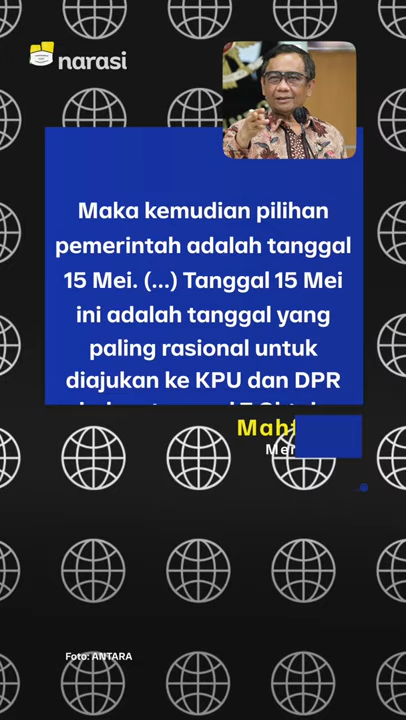 narasi
Maka kemudian pilihan
pemerintah adalah tanggal
15 Mei. (...) Tanggal 15 Mei
ini adalah tanggal yang
paling rasional untuk
diajukan ke KPU dan DPR
Foto: ANTARA